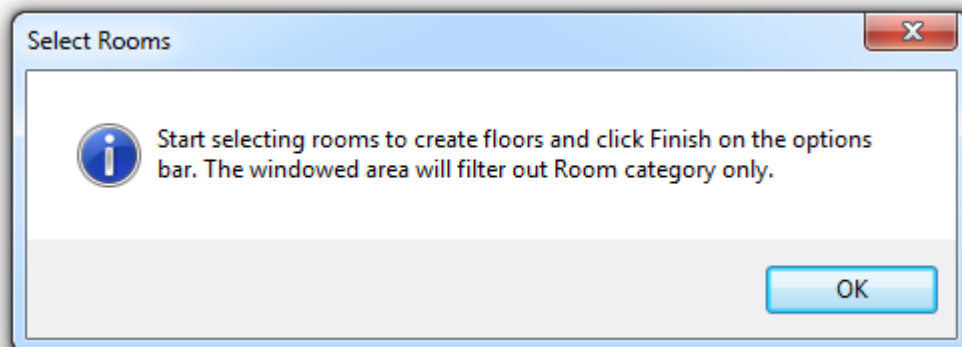 Select Rooms
Start selecting rooms to create floors and click Finish on the options
bar. The windowed area will filter out Room category only.
OK